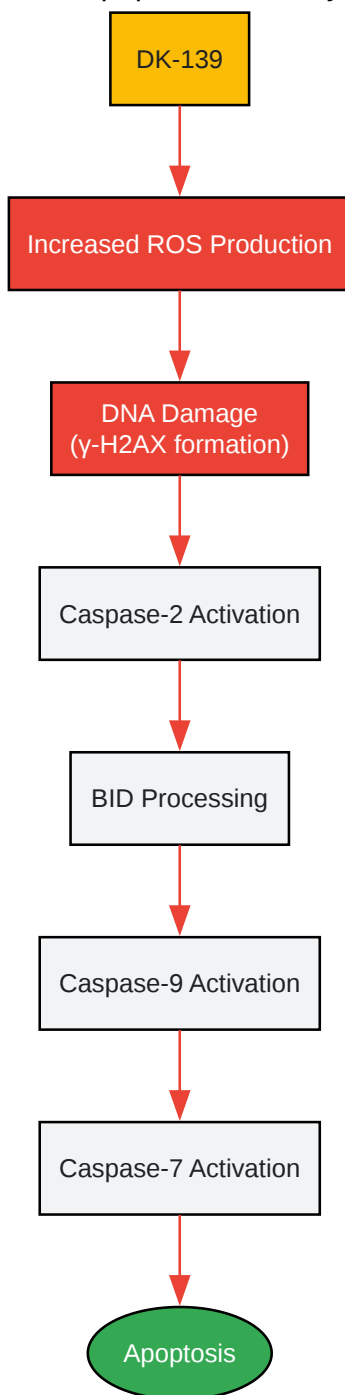 DK-139
Increased ROS Production
DNA Damage
(γ-H2AX formation)
Caspase-2 Activation
BID Processing
Caspase-9 Activation
Caspase-7 Activation
Apoptosis